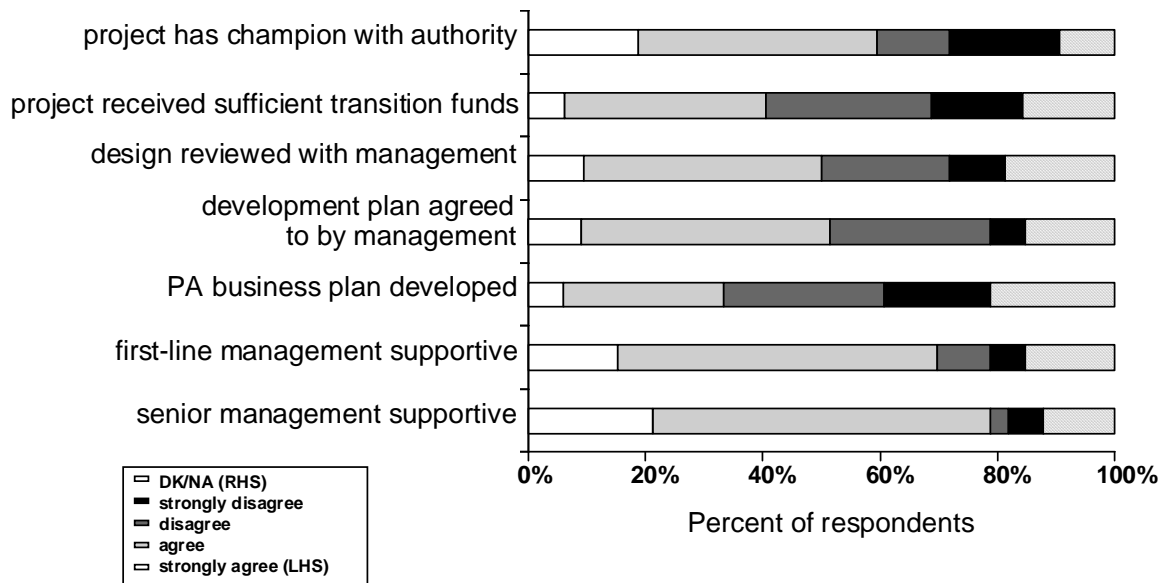 project has champion with authority
project received sufficient transition funds
design reviewed with management
development plan agreed
to by management
PA business plan developed
first-line management supportive
senior management supportive
0%
20%
40%
60%
80%
100%
Percent of respondents
DK/NA (RHS)
strongly disagree
disagree
agree
strongly agree (LHS)